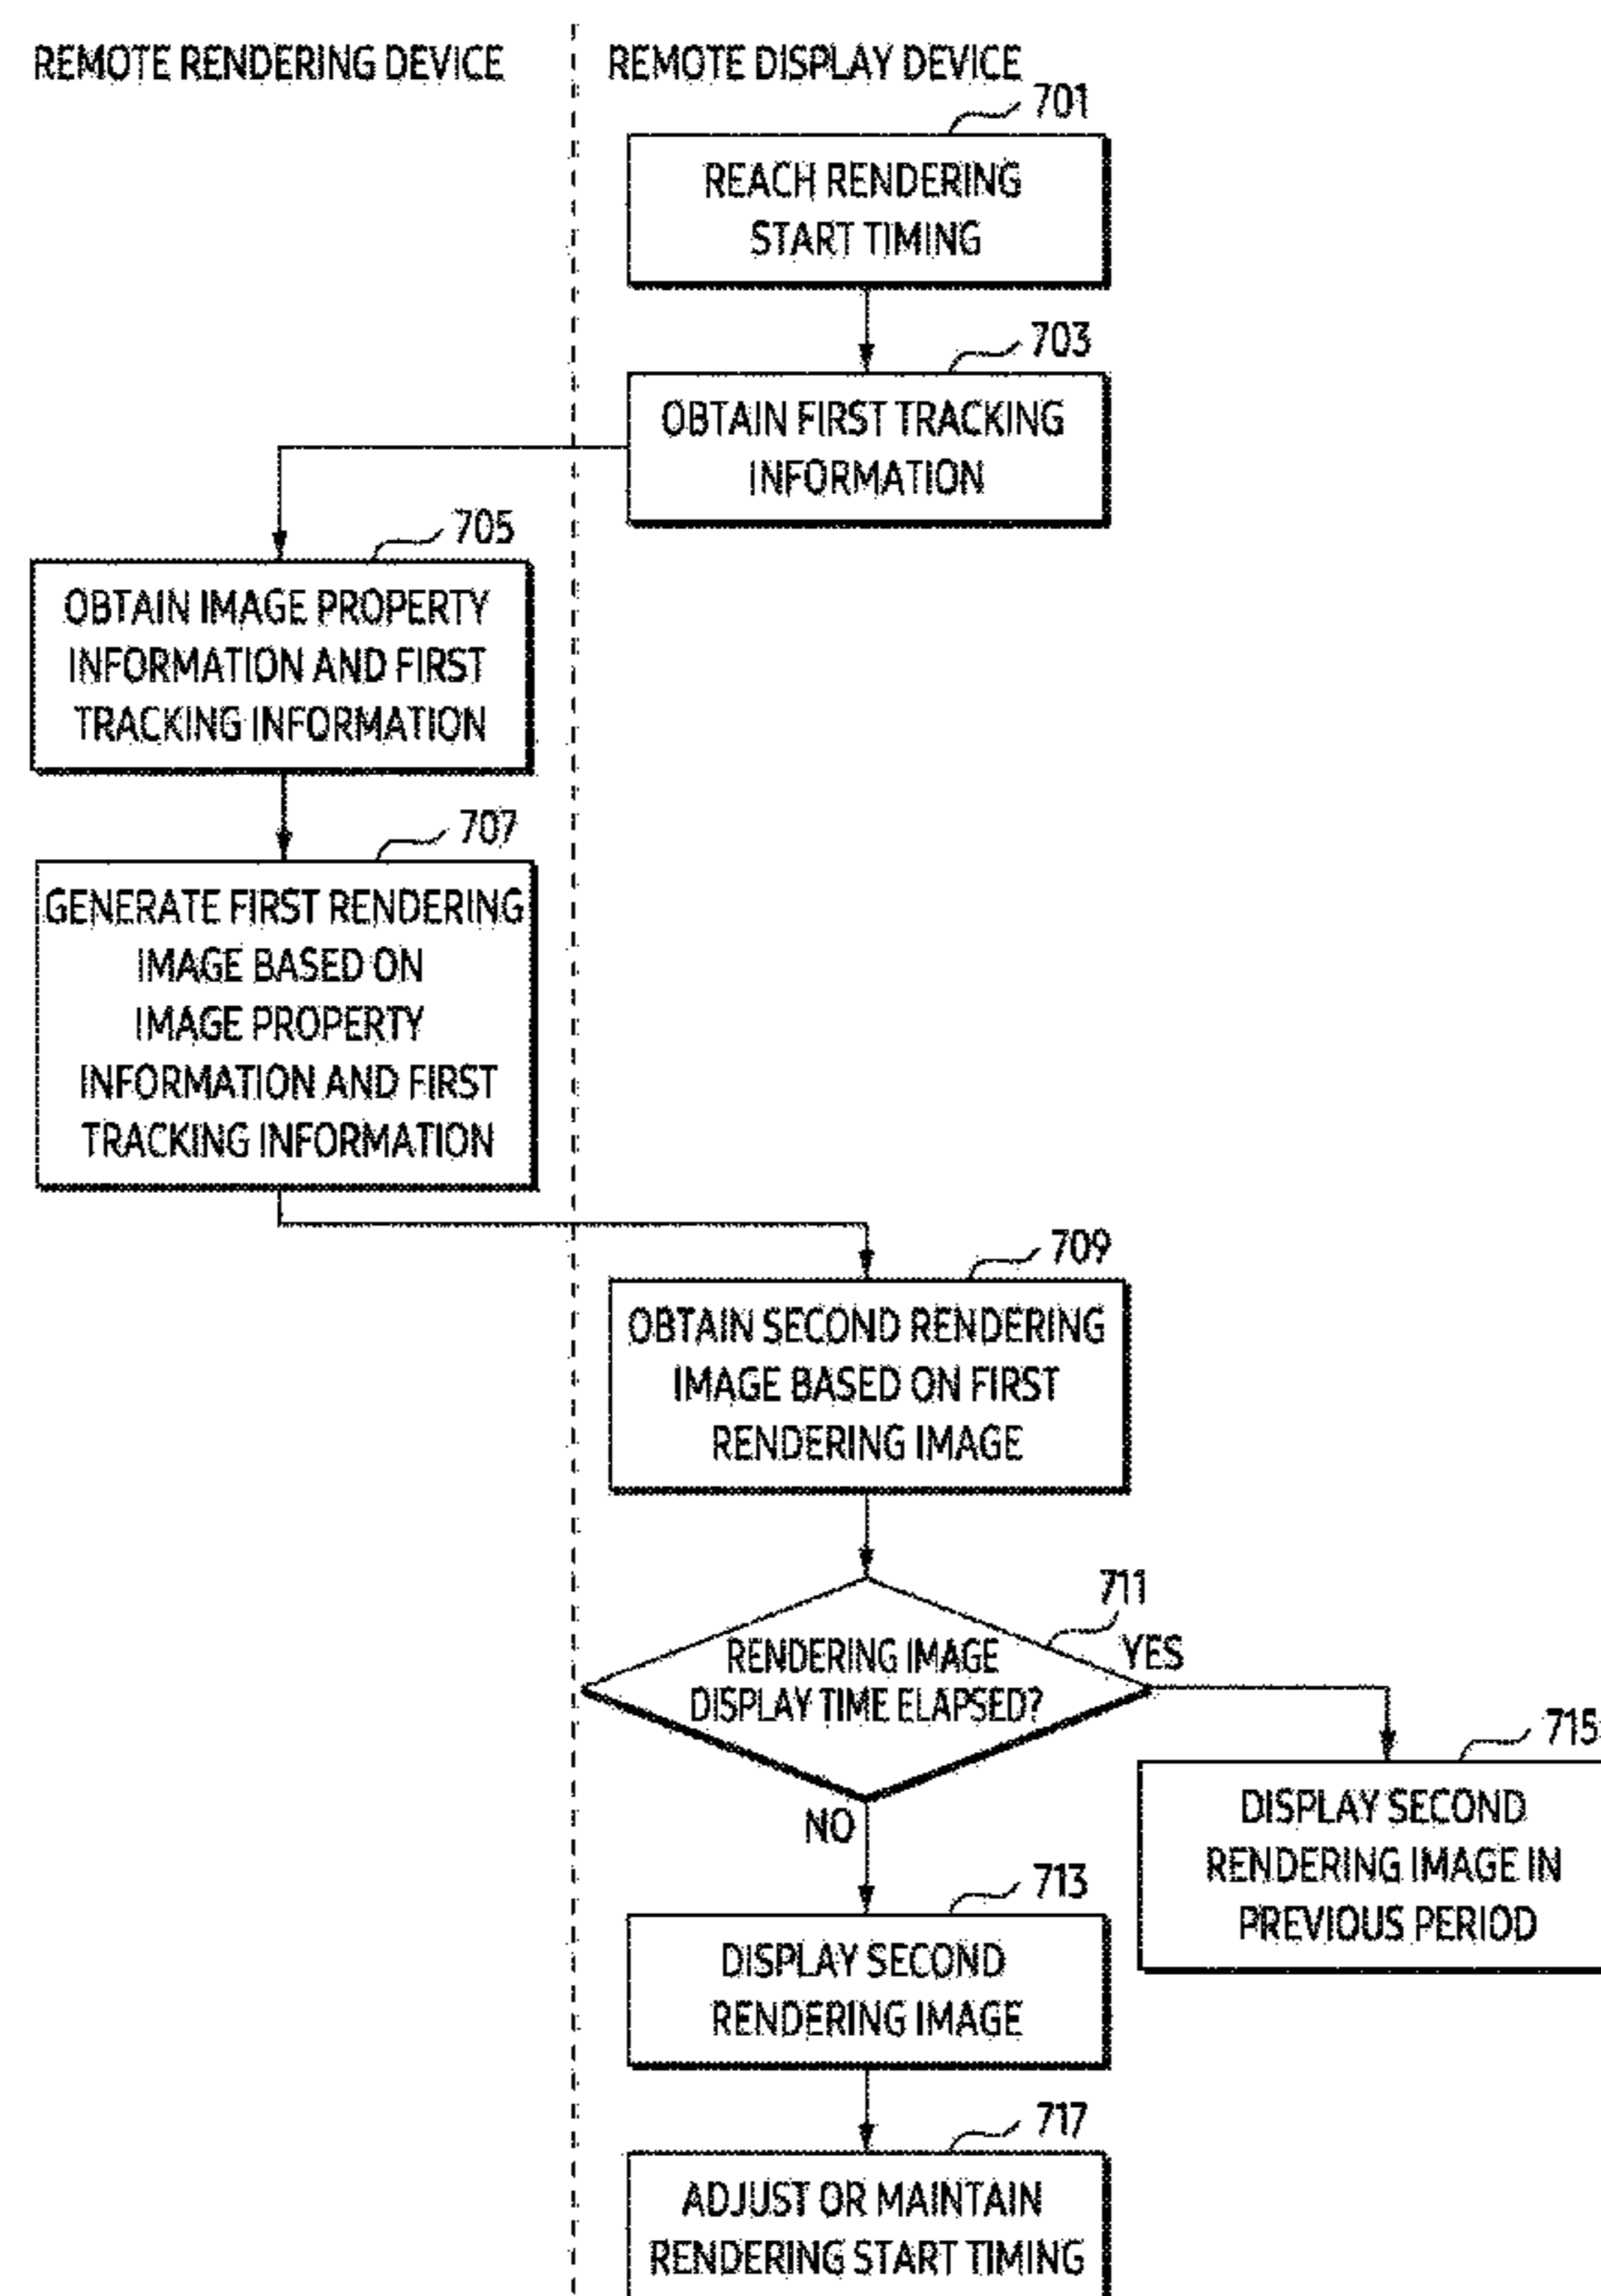 REMOTE RENDERING DEVICE
REMOTE DISPLAY DEVICE
701
REACH RENDERING
START TIMING
703
OBTAIN FIRST TRACKING
INFORMATION
705
OBTAIN IMAGE PROPERTY
INFORMATION AND FIRST
TRACKING INFORMATION
707
GENERATE FIRST RENDERING
IMAGE BASED ON
IMAGE PROPERTY
INFORMATION AND FIRST
TRACKING INFORMATION
709
OBTAIN SECOND RENDERING
IMAGE BASED ON FIRST
RENDERING IMAGE
711
RENDERING IMAGE
DISPLAY TIME ELAPSED?
YES
715
DISPLAY SECOND
RENDERING IMAGE IN
PREVIOUS PERIOD
NO
713
DISPLAY SECOND
RENDERING IMAGE
717
ADJUST OR MAINTAIN
RENDERING START TIMING